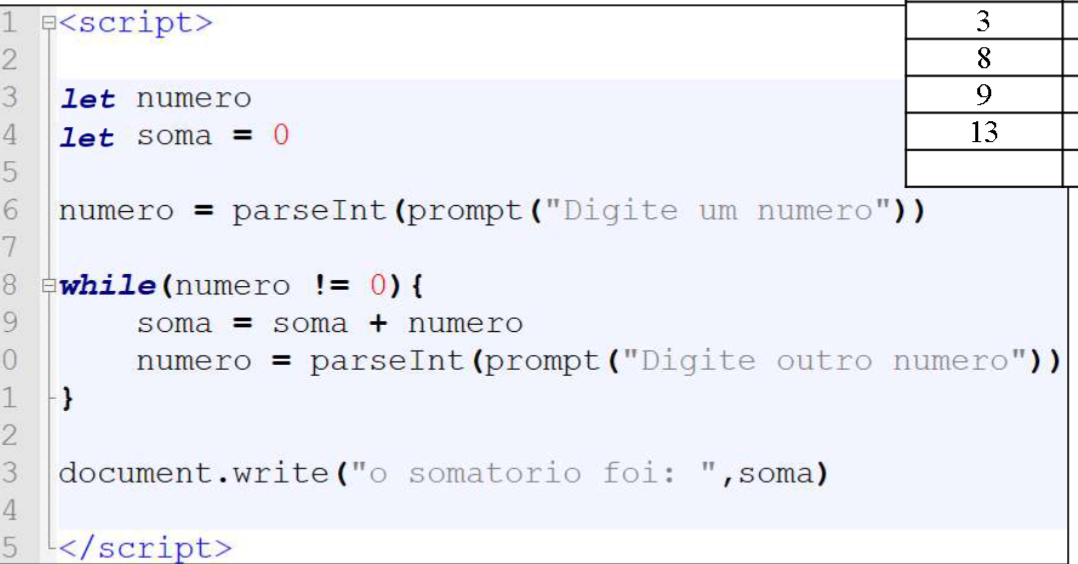 1 <script>
2
3 let numero
4 let soma = 0
5
6 numero = parseInt(prompt("Digite um numero"))
7
8 while(numero != 0){
9 soma = soma + numero
0 numero = parseInt(prompt("Digite outro numero"))
1 }
2
3 document.write("o somatorio foi: ",soma)
4
5 </script>
3
8
9
13